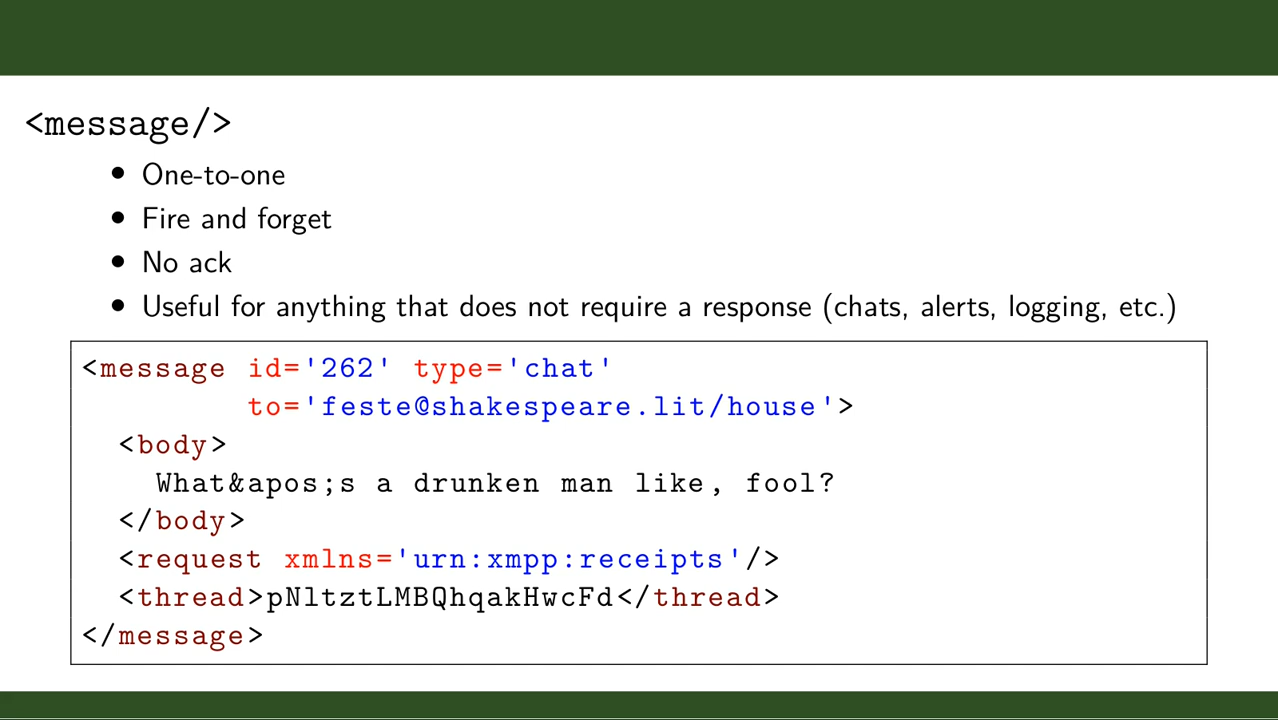 <message/>
• One-to-one
• Fire and forget
• No ack
• Useful for anything that does not require a response (chats, alerts, logging, etc.)
<message id='262' type='chat'
to='feste@shakespeare.lit/house'>
<body>
What&apos;s a drunken man like, fool?
</body>
<request xmlns='urn:xmpp:receipts'/>
<thread>pNltztLMBQhqakHwcFd</thread>
</message>